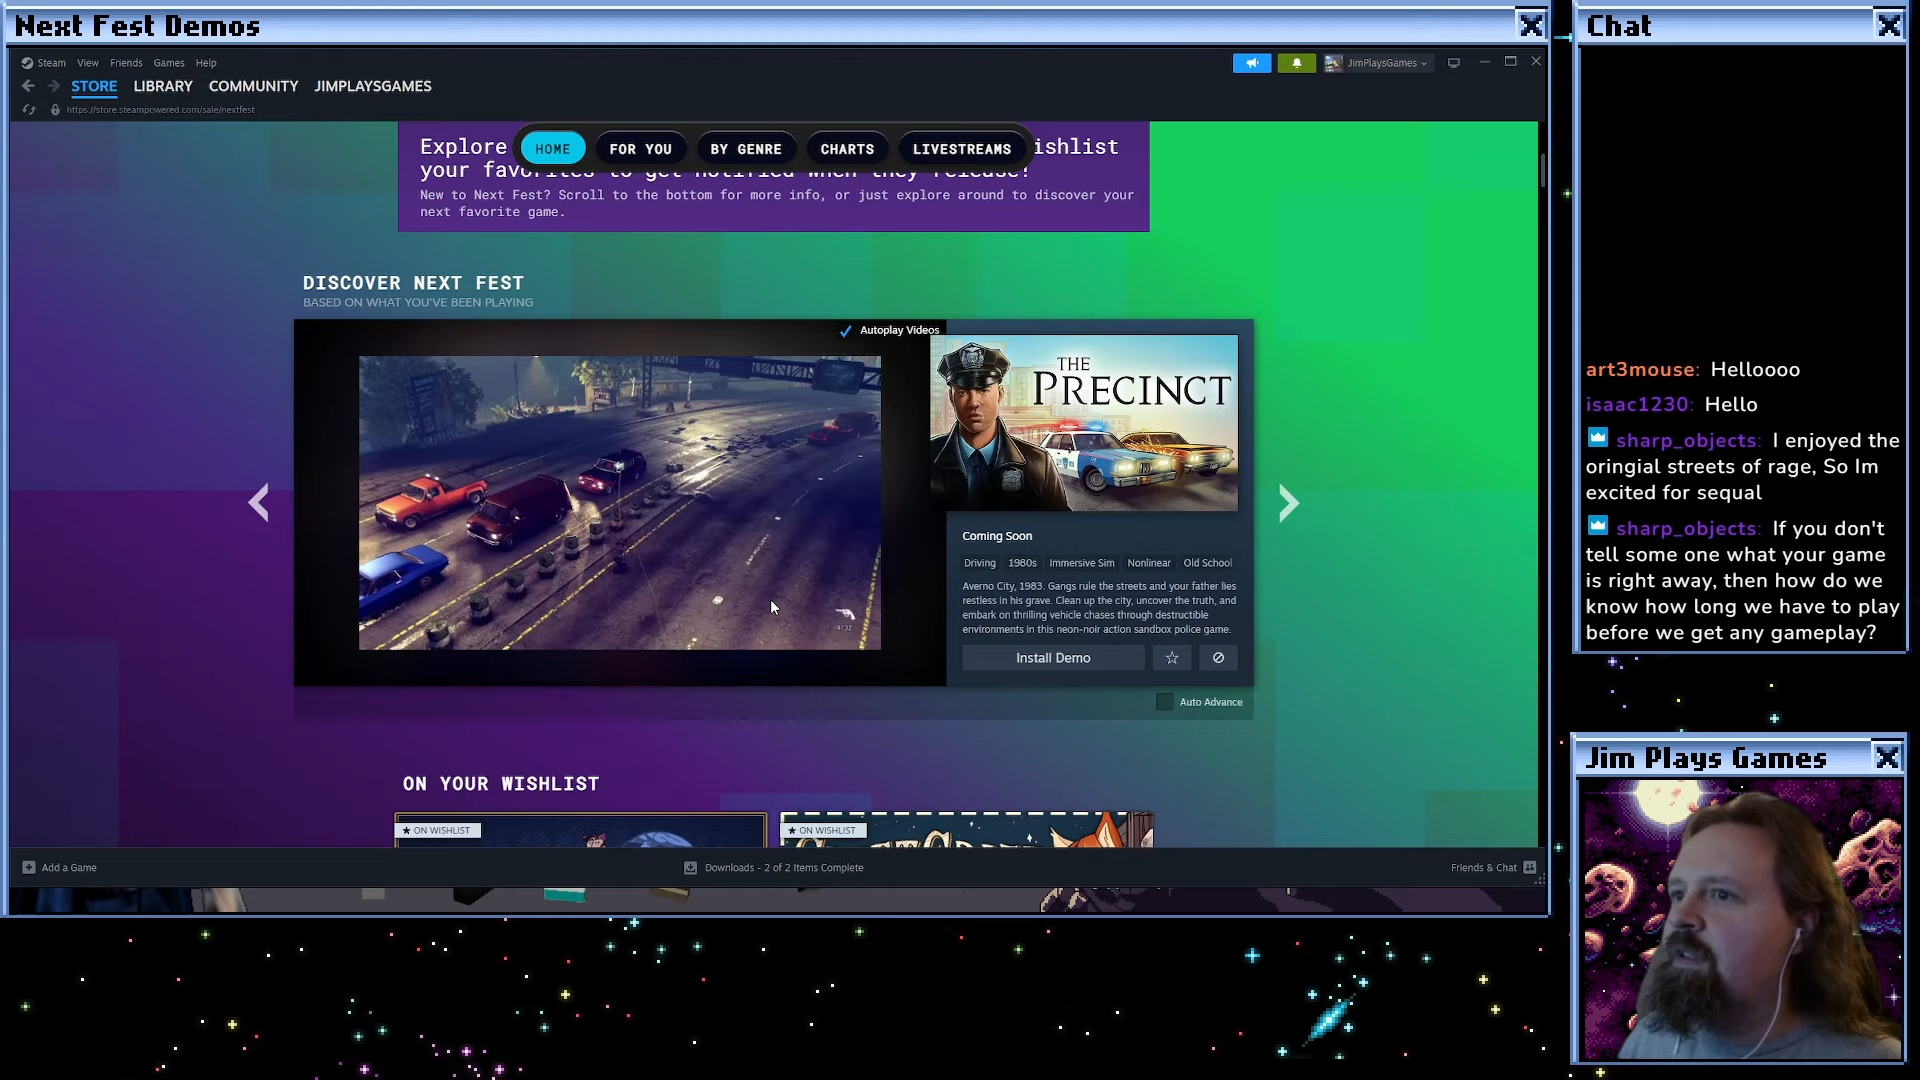 Next Fest Demos
Steam View Friends Games Help
JimPlaysGames
STORE LIBRARY COMMUNITY JIMPLAYSGAMES
https://store.steampowered.com/sale/nextfest
HOME FOR YOU BY GENRE CHARTS LIVESTREAMS
Explore ishlist
your favorites to get notified when they release!
New to Next Fest? Scroll to the bottom for more info, or just explore around to discover your
next favorite game.
DISCOVER NEXT FEST
BASED ON WHAT YOU'VE BEEN PLAYING
Autoplay Videos
4/32
THE
PRECINCT
Coming Soon
Driving 1980s Immersive Sim Nonlinear Old School
Averno City, 1983. Gangs rule the streets and your father lies
restless in his grave. Clean up the city, uncover the truth, and
embark on thrilling vehicle chases through destructible
environments in this neon-noir action sandbox police game.
Install Demo
Auto Advance
ON YOUR WISHLIST
ON WISHLIST
ON WISHLIST
Add a Game
Downloads - 2 of 2 Items Complete
Friends & Chat
Chat
art3mouse: Helloooo
isaac1230: Hello
sharp_objects: I enjoyed the
oringial streets of rage, So Im
excited for sequal
sharp_objects: If you don't
tell some one what your game
is right away, then how do we
know how long we have to play
before we get any gameplay?
Jim Plays Games